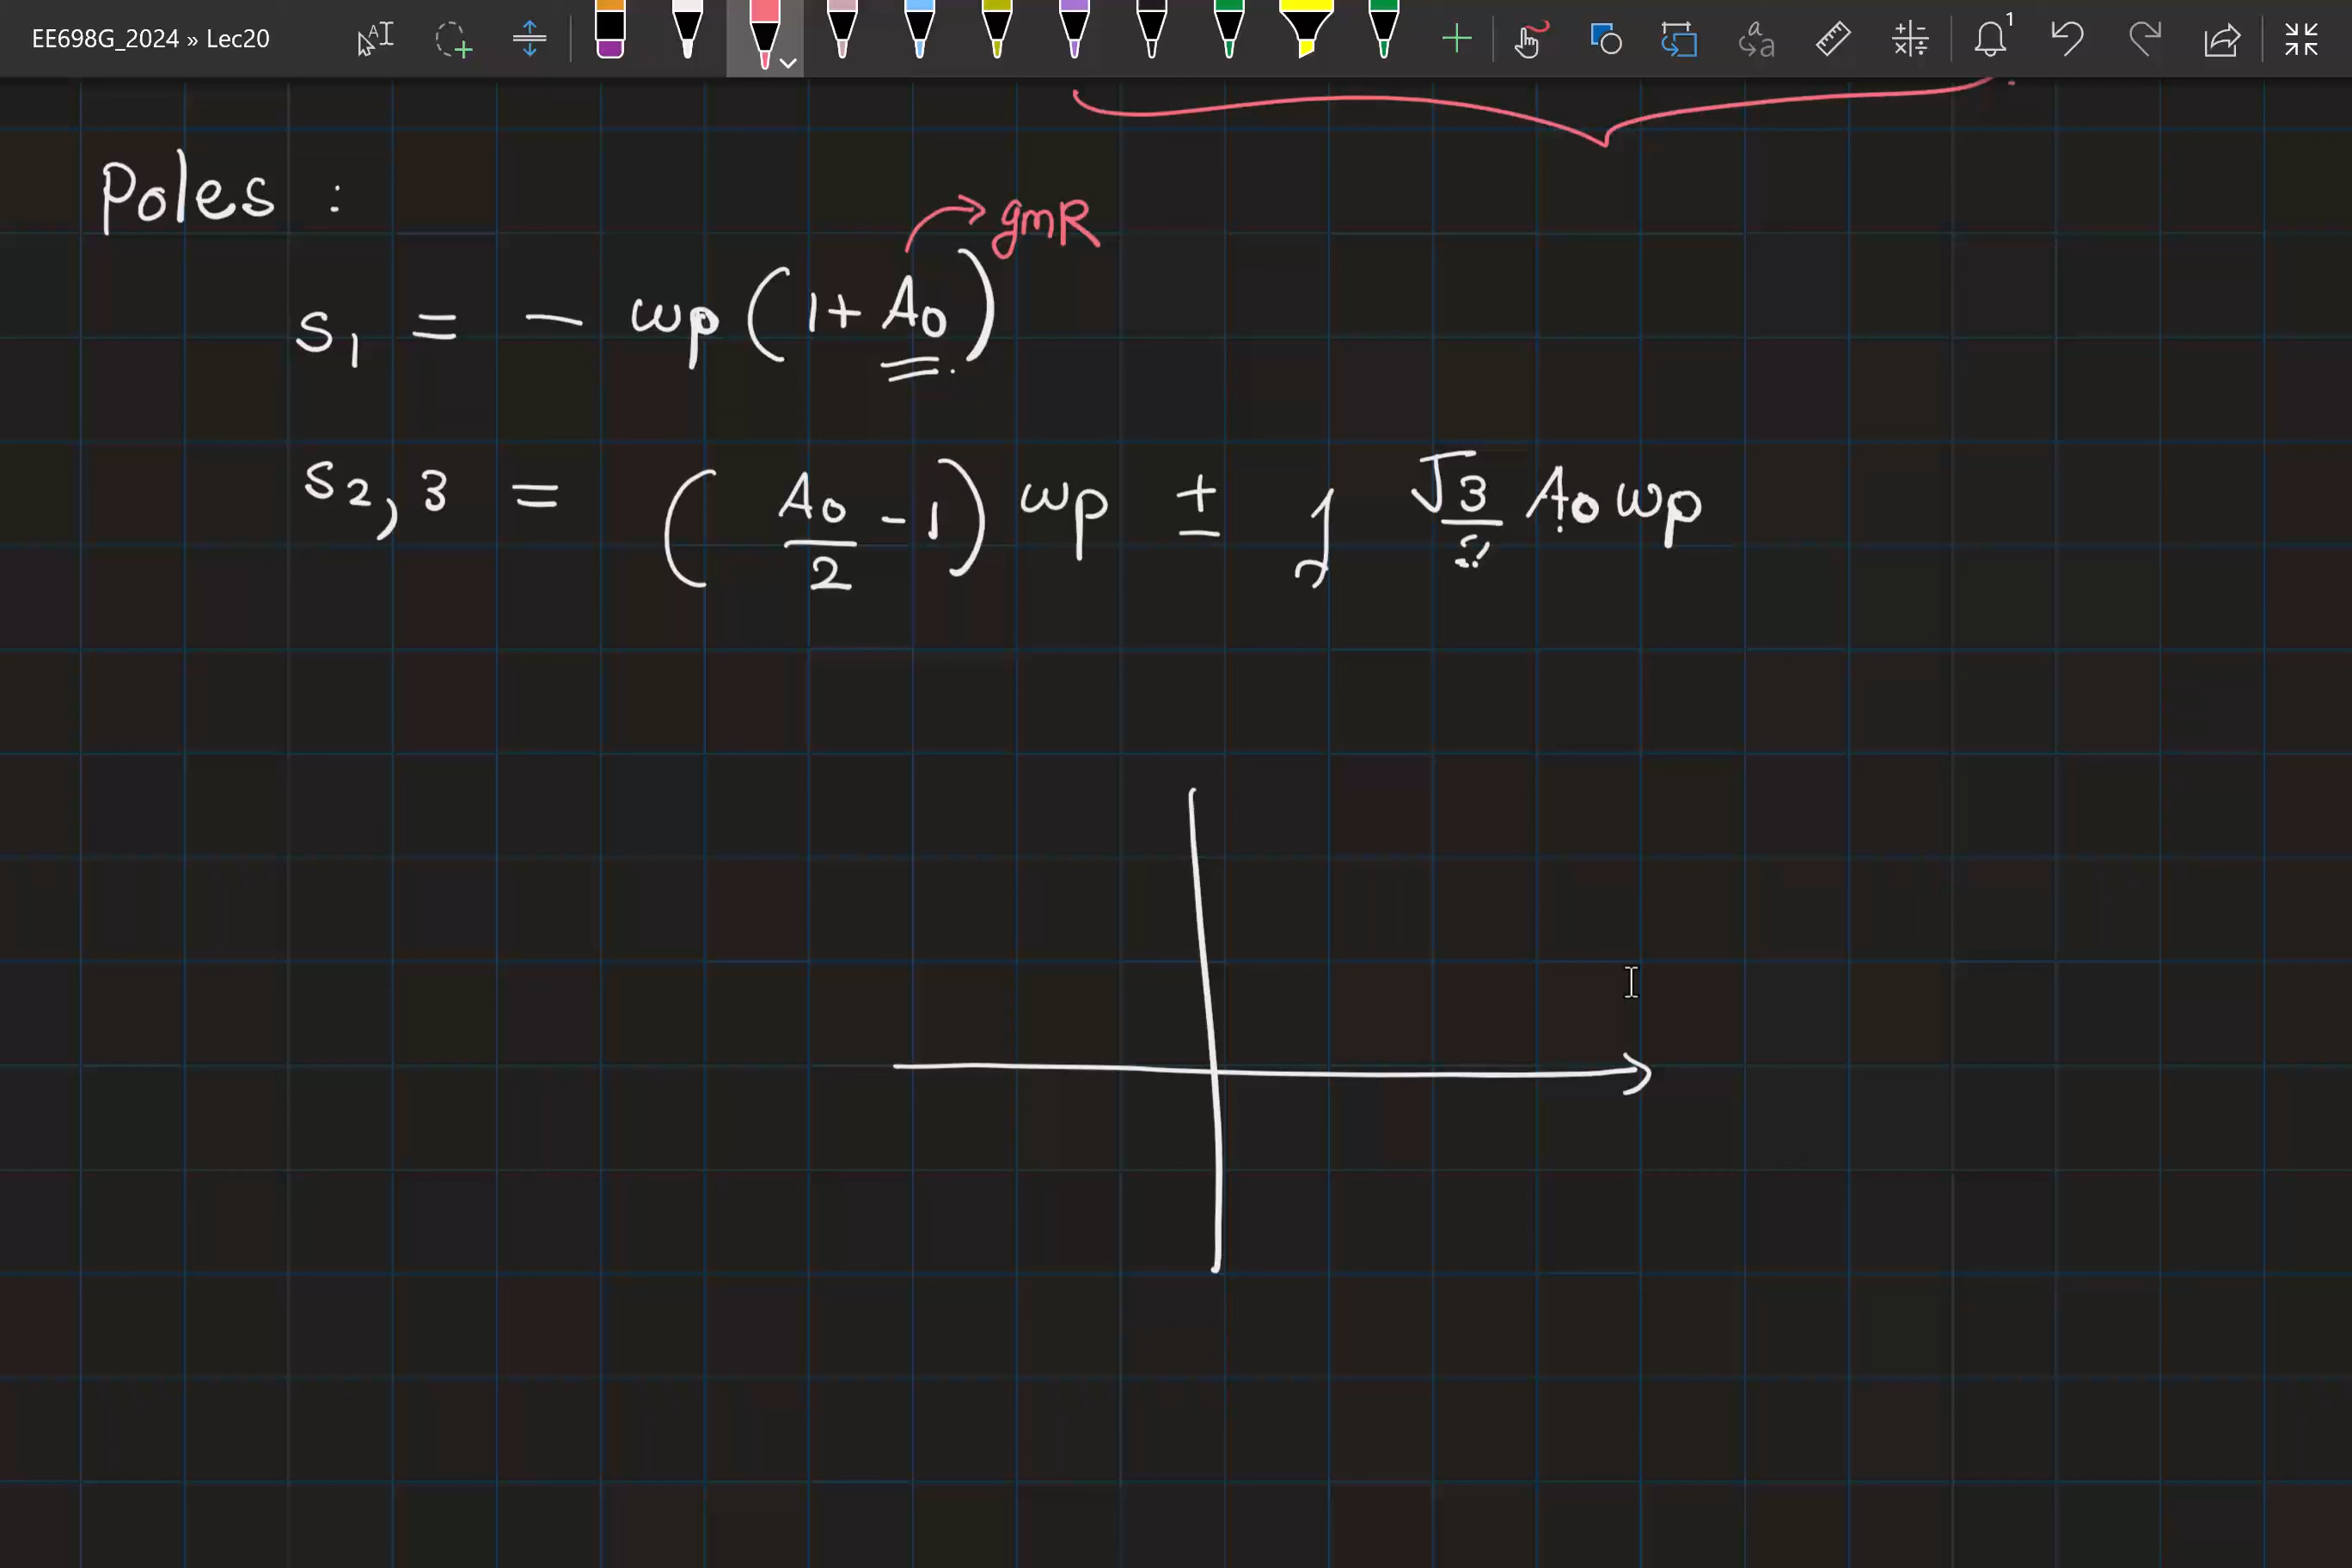 EE698G_2024 » Lec20
Poles :
gmR
s₁ = - ωp (1 + A₀)
s₂,₃ = (A₀/2 - 1) ωp ± j √3/2 A₀ ωp